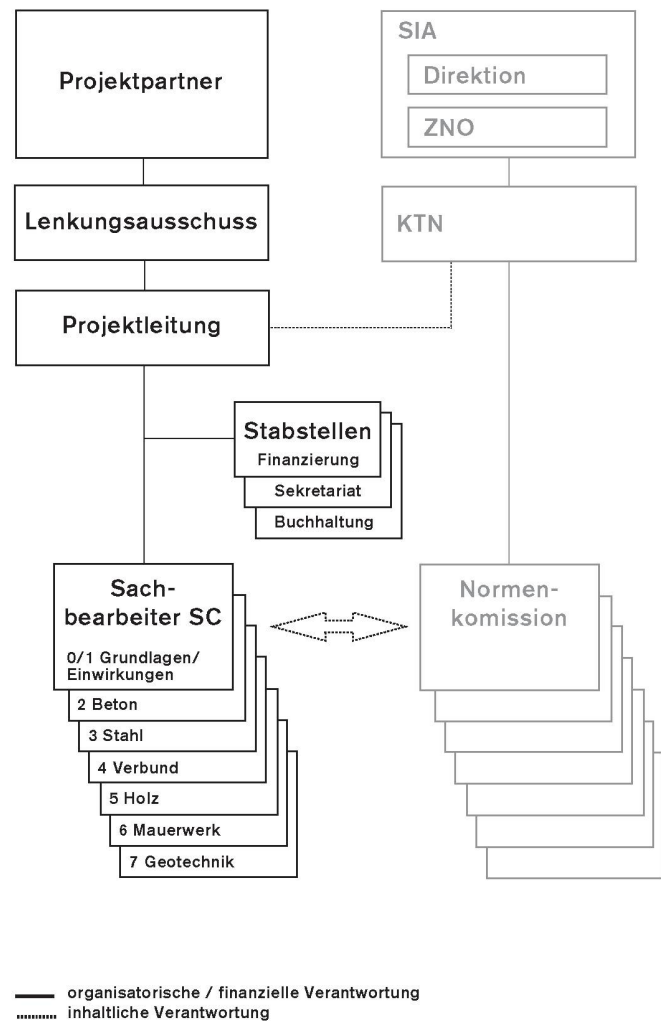 Projektpartner
Lenkungsausschuss
Projektleitung
SIA
Direktion
ZNO
KTN
Stabstellen
Finanzierung
Sekretariat
Buchhaltung
Sach-
bearbeiter SC
0/1 Grundlagen/
Einwirkungen
2 Beton
3 Stahl
4 Verbund
5 Holz
6 Mauerwerk
7 Geotechnik
Normen-
komission
organisatorische / finanzielle Verantwortung
inhaltliche Verantwortung